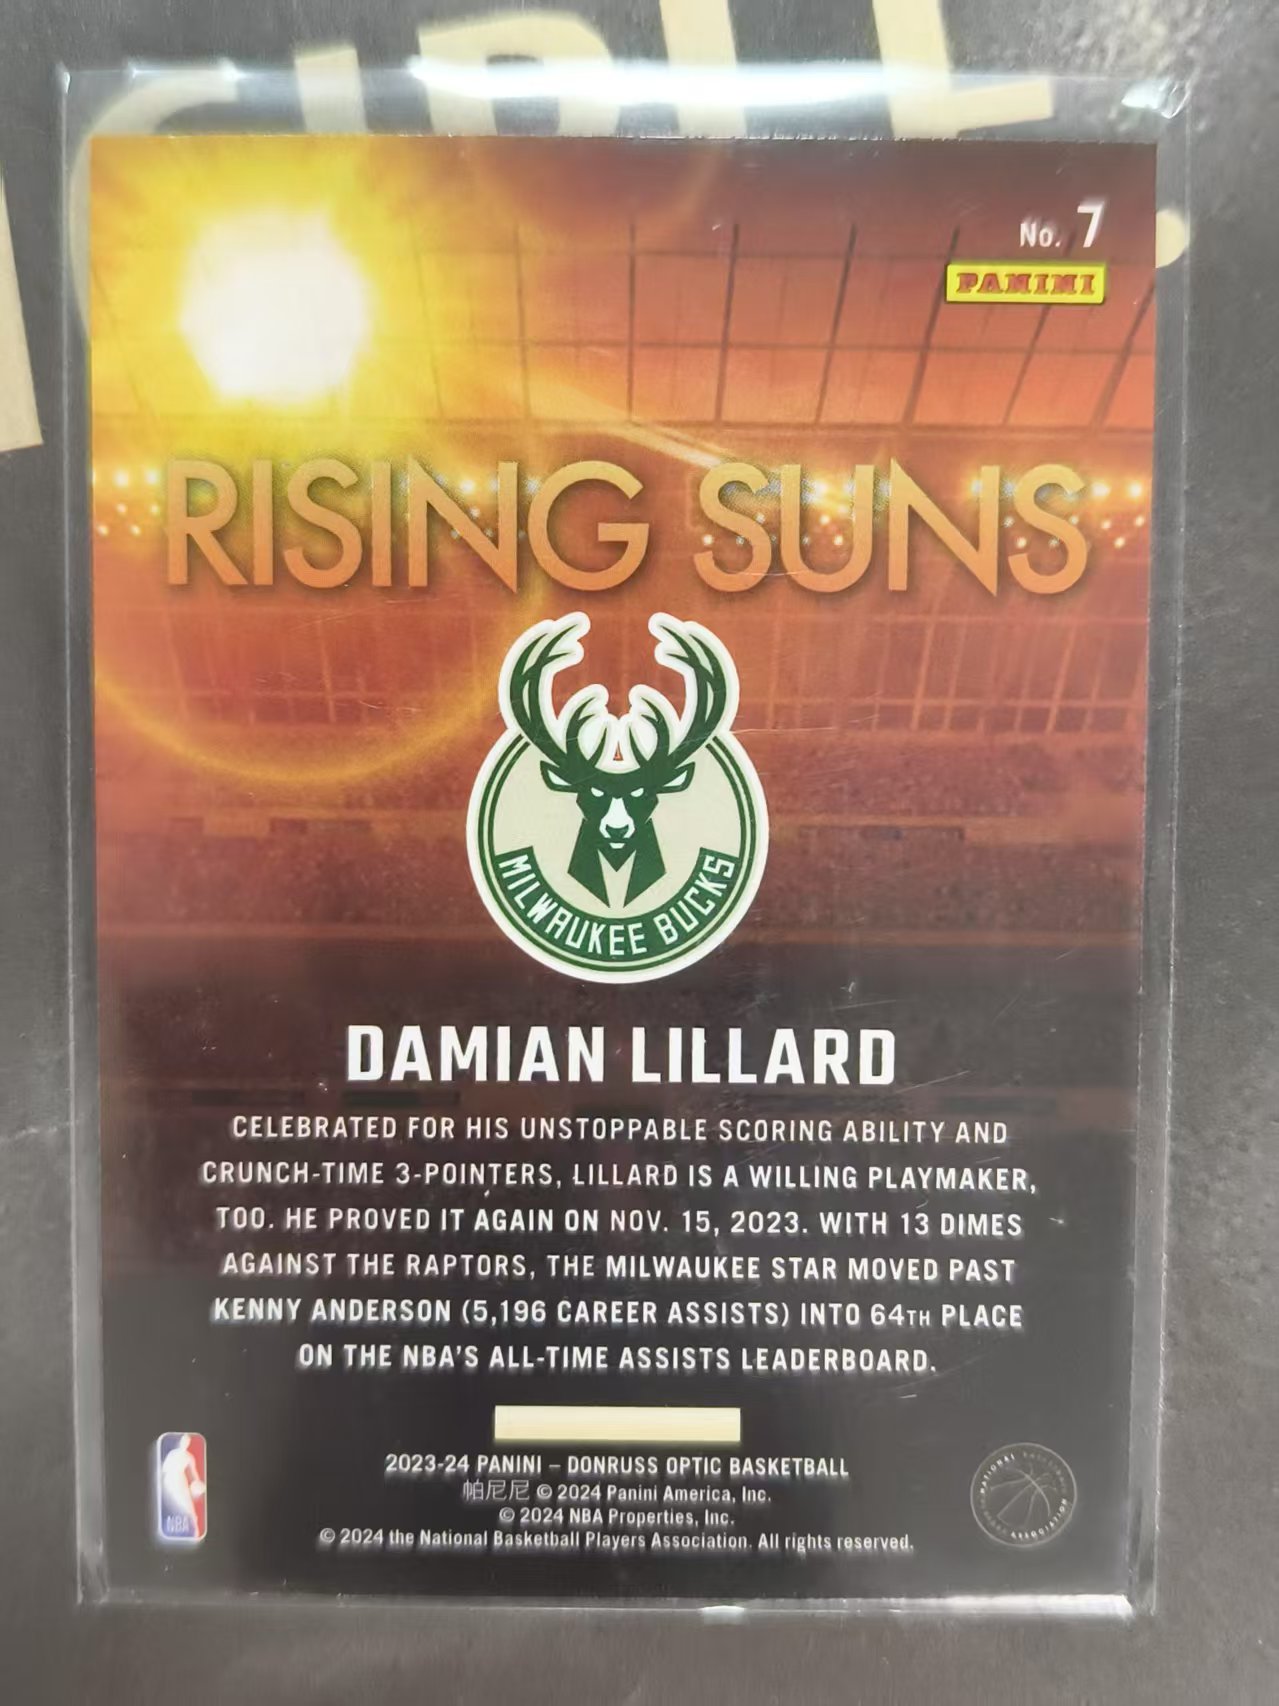 No. 7
PANINI
RISING SUNS
MILWAUKEE BUCKS
DAMIAN LILLARD
CELEBRATED FOR HIS UNSTOPPABLE SCORING ABILITY AND
CRUNCH-TIME 3-POINTERS, LILLARD IS A WILLING PLAYMAKER,
TOO. HE PROVED IT AGAIN ON NOV. 15, 2023. WITH 13 DIMES
AGAINST THE RAPTORS, THE MILWAUKEE STAR MOVED PAST
KENNY ANDERSON (5,196 CAREER ASSISTS) INTO 64TH PLACE
ON THE NBA'S ALL-TIME ASSISTS LEADERBOARD.
2023-24 PANINI – DONRUSS OPTIC BASKETBALL
帕尼尼 © 2024 Panini America, Inc.
© 2024 NBA Properties, Inc.
© 2024 the National Basketball Players Association. All rights reserved.
NBA